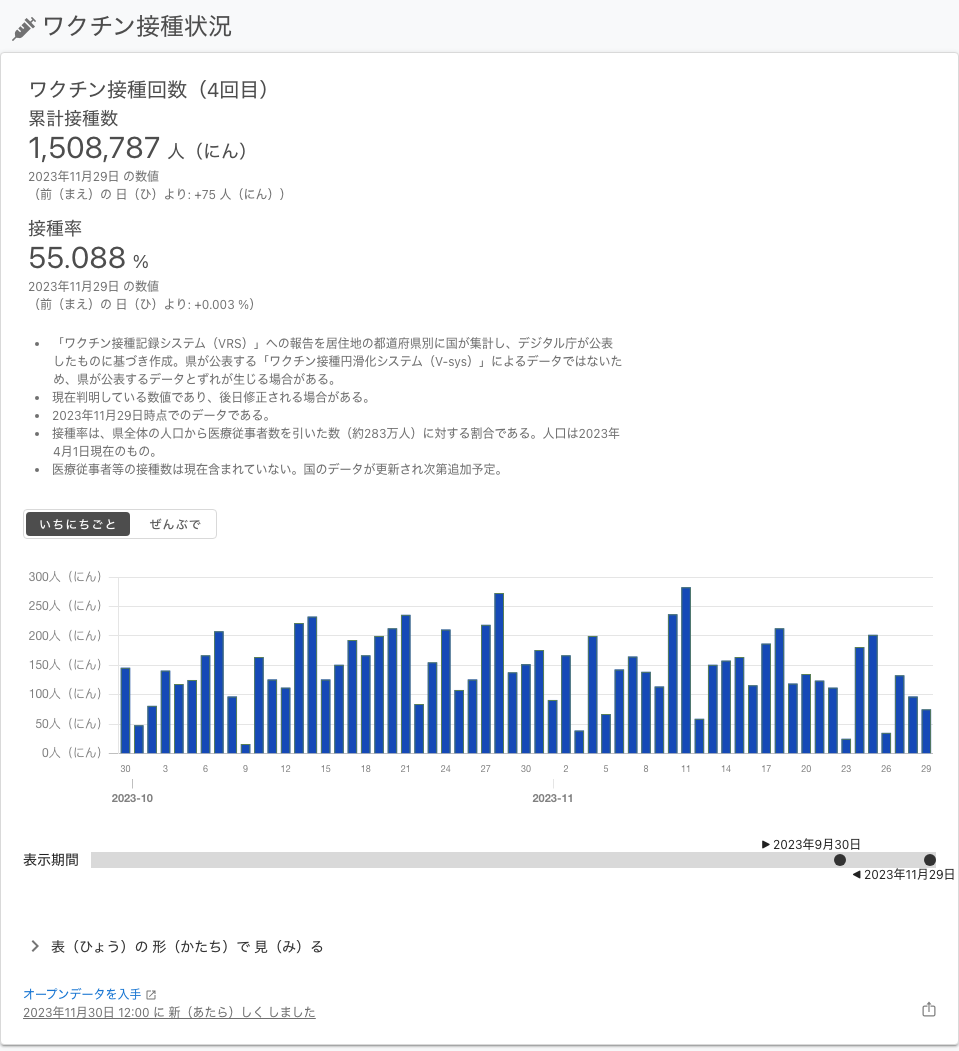 ワクチン接種状況
ワクチン接種回数（4回目）
累計接種数
1,508,787 人（にん）
2023年11月29日 の数値
（前（まえ）の 日（ひ）より: +75 人（にん））
接種率
55.088 %
2023年11月29日 の数値
（前（まえ）の 日（ひ）より: +0.003 %）
• 「ワクチン接種記録システム（VRS）」への報告を居住地の都道府県別に国が集計し、デジタル庁が公表
したものに基づき作成。県が公表する「ワクチン接種円滑化システム（V-sys）」によるデータではないた
め、県が公表するデータとずれが生じる場合がある。
• 現在判明している数値であり、後日修正される場合がある。
• 2023年11月29日時点でのデータである。
• 接種率は、県全体の人口から医療従事者数を引いた数（約283万人）に対する割合である。人口は2023年
4月1日現在のもの。
• 医療従事者等の接種数は現在含まれていない。国のデータが更新され次第追加予定。
いちにちごと ぜんぶで
300人（にん）
250人（にん）
200人（にん）
150人（にん）
100人（にん）
50人（にん）
0人（にん）
30 3 6 9 12 15 18 21 24 27 30 2 5 8 11 14 17 20 23 26 29
2023-10 2023-11
▶ 2023年9月30日
表示期間
◀ 2023年11月29日
表（ひょう）の 形（かたち）で 見（み）る
オープンデータを入手
2023年11月30日 12:00 に 新（あたら）しく しました